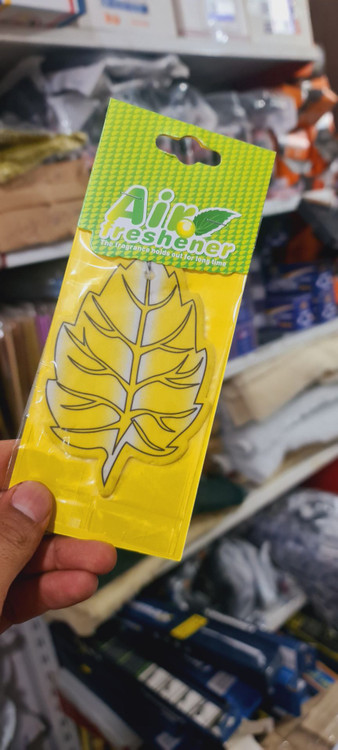 Air
freshener
The fragrance holds out for long time